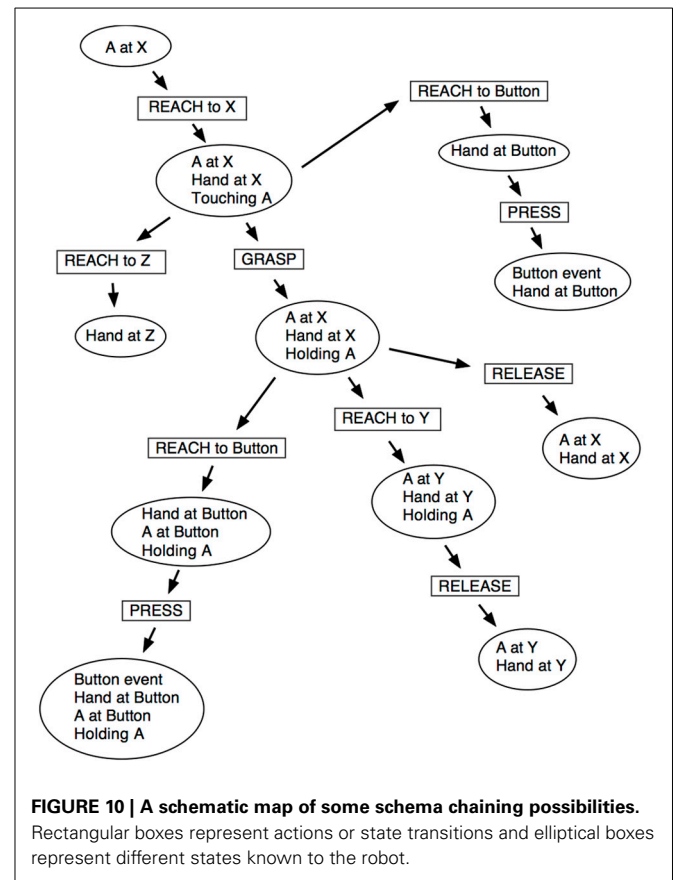 A at X
REACH to X
A at X
Hand at X
Touching A
REACH to Button
Hand at Button
PRESS
Button event
Hand at Button
REACH to Z
Hand at Z
GRASP
A at X
Hand at X
Holding A
RELEASE
A at X
Hand at X
REACH to Y
A at Y
Hand at Y
Holding A
RELEASE
A at Y
Hand at Y
REACH to Button
Hand at Button
A at Button
Holding A
PRESS
Button event
Hand at Button
A at Button
Holding A
FIGURE 10 | A schematic map of some schema chaining possibilities.
Rectangular boxes represent actions or state transitions and elliptical boxes
represent different states known to the robot.